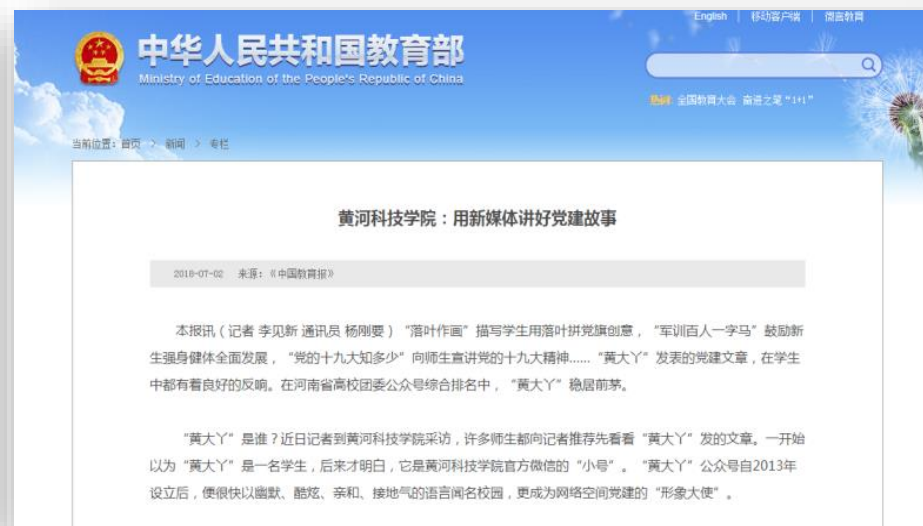 English | 移动客户端 | 微言教育
中华人民共和国教育部
Ministry of Education of the People's Republic of China
热词: 全国教育大会 奋进之笔“1+1”
当前位置: 首页 > 新闻 > 专栏
黄河科技学院：用新媒体讲好党建故事
2018-07-02 来源：《中国教育报》
本报讯（记者 李见新 通讯员 杨刚要）“落叶作画”描写学生用落叶拼党旗创意，“军训百人一字马”鼓励新
生强身健体全面发展，“党的十九大知多少”向师生宣讲党的十九大精神……“黄大丫”发表的党建文章，在学生
中都有着良好的反响。在河南省高校团委公众号综合排名中，“黄大丫”稳居前茅。
“黄大丫”是谁？近日记者到黄河科技学院采访，许多师生都向记者推荐先看看“黄大丫”发的文章。一开始
以为“黄大丫”是一名学生，后来才明白，它是黄河科技学院官方微信的“小号”。“黄大丫”公众号自2013年
设立后，便很快以幽默、酷炫、亲和、接地气的语言闻名校园，更成为网络空间党建的“形象大使”。